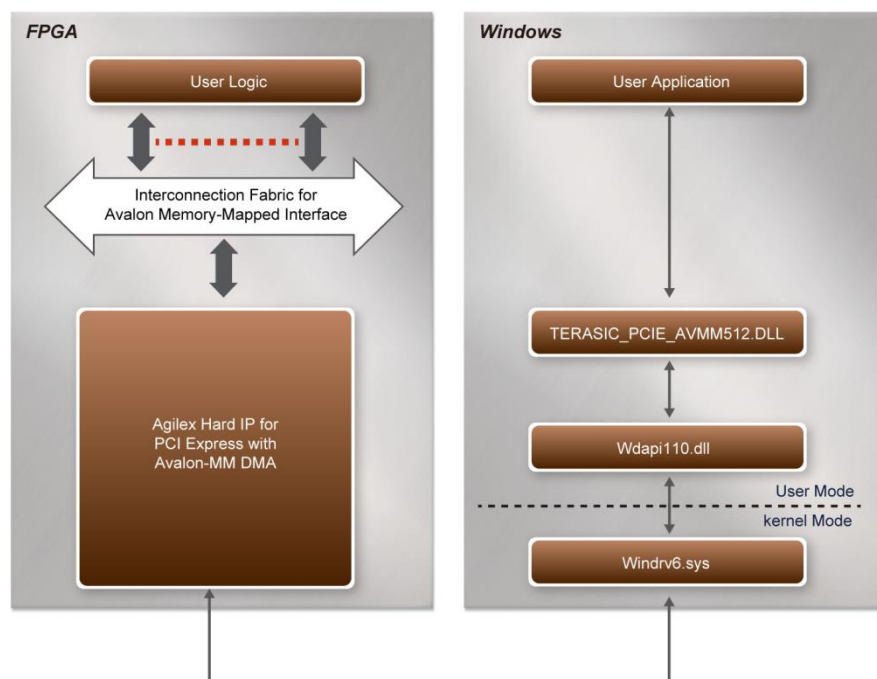 FPGA
User Logic
Interconnection Fabric for
Avalon Memory-Mapped Interface
Agilex Hard IP for
PCI Express with
Avalon-MM DMA
Windows
User Application
TERASIC_PCIE_AVMM512.DLL
Wdapi110.dll
User Mode
kernel Mode
Windrv6.sys